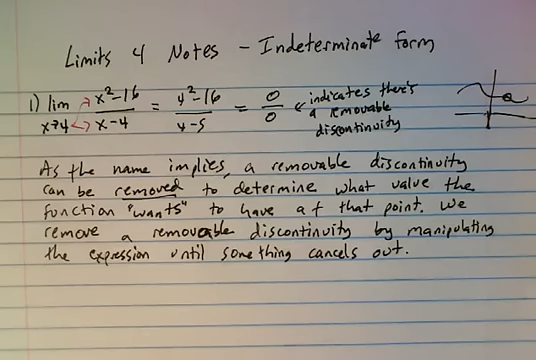 Limits 4 Notes - Indeterminate Form
1) lim x→4 x²-16 / x-4 = 4²-16 / 4-5 = 0/0 ← indicates there's
a removable
discontinuity
As the name implies, a removable discontinuity
can be removed to determine what value the
function "wants" to have at that point. We
remove a removable discontinuity by manipulating
the expression until something cancels out.